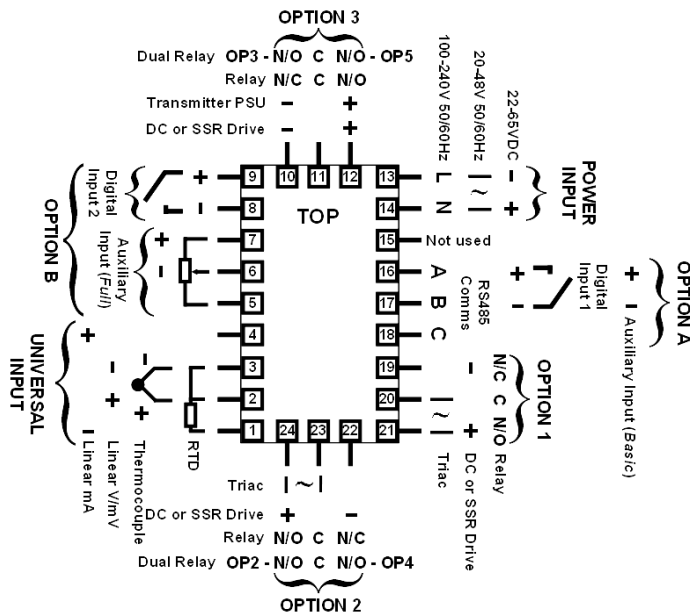 OPTION 3
Dual Relay OP3 - N/O C N/O - OP5
Relay N/C C N/O
Transmitter PSU − +
DC or SSR Drive − +
100-240V 50/60Hz
20-48V 50/60Hz
22-65VDC
POWER INPUT
L | ~ −
N | +
9 10 11 12 13
TOP
8 14
7 15
6 16
5 17
4 18
3 19
2 20
1 24 23 22 21
Digital Input 2
+
−
Auxiliary Input (Full)
+
−
OPTION B
UNIVERSAL INPUT
+
− Linear mA
−
+ Linear V/mV
−
+ Thermocouple
RTD
Not used
A
B
C
RS485 Comms
+
−
Digital Input 1
+
− Auxiliary Input (Basic)
OPTION A
OPTION 1
N/C C N/O Relay
− + DC or SSR Drive
| ~ | Triac
Triac | ~ |
DC or SSR Drive + −
Relay N/O C N/C
Dual Relay OP2 - N/O C N/O - OP4
OPTION 2